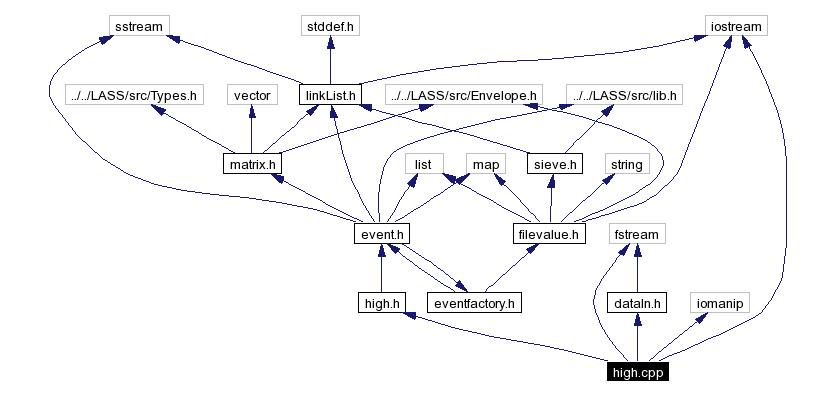 sstream
stddef.h
iostream
../../LASS/src/Types.h
vector
linkList.h
../../LASS/src/Envelope.h
../../LASS/src/lib.h
matrix.h
list
map
sieve.h
string
event.h
filevalue.h
fstream
high.h
eventfactory.h
dataIn.h
iomanip
high.cpp